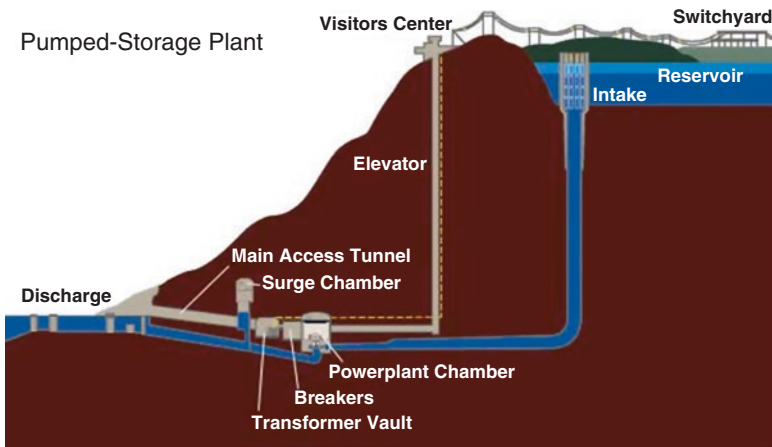 Pumped-Storage Plant
Visitors Center
Switchyard
Reservoir
Intake
Elevator
Main Access Tunnel
Surge Chamber
Discharge
Powerplant Chamber
Breakers
Transformer Vault